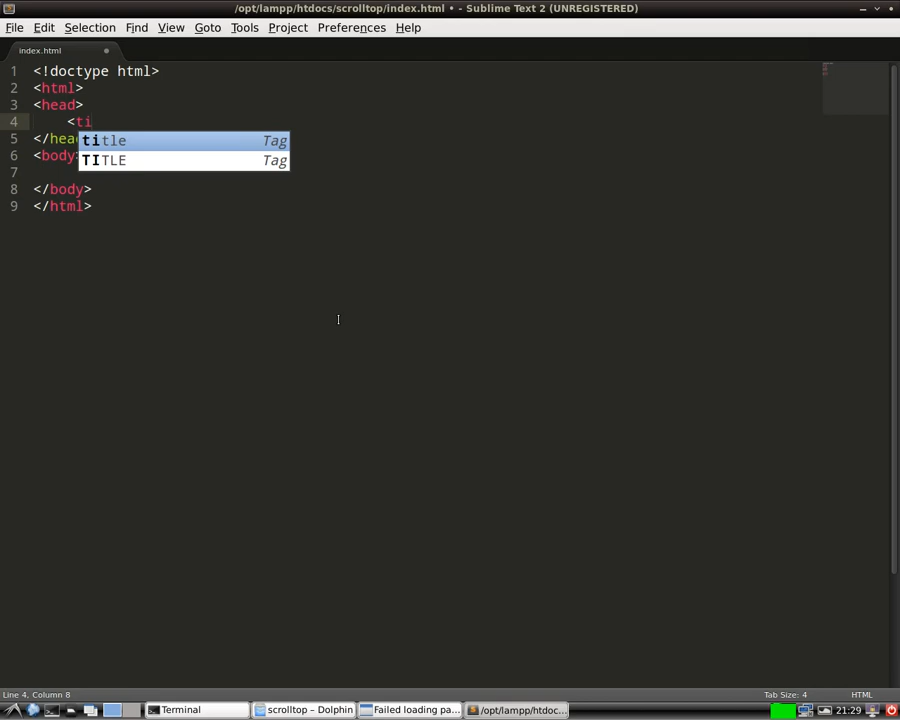 /opt/lampp/htdocs/scrolltop/index.html • - Sublime Text 2 (UNREGISTERED)
File Edit Selection Find View Goto Tools Project Preferences Help
index.html
1 <!doctype html>
2 <html>
3 <head>
4 <ti
5 </hea
title Tag
6 <body
TITLE Tag
7
8 </body>
9 </html>
Line 4, Column 8 Tab Size: 4 HTML
Terminal scrolltop – Dolphin Failed loading pa... /opt/lampp/htdoc... 21:29